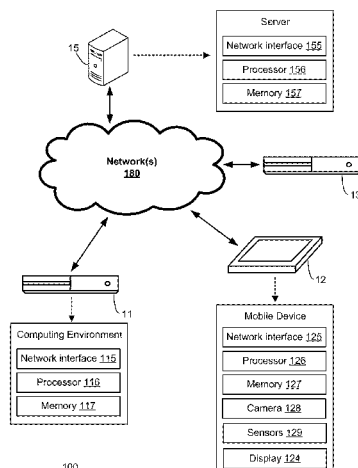 Server
15
Network interface 155
Processor 156
Memory 157
Network(s)
180
13
12
11
Computing Environment
Network interface 115
Processor 116
Memory 117
Mobile Device
Network interface 125
Processor 126
Memory 127
Camera 128
Sensors 129
Display 124
100